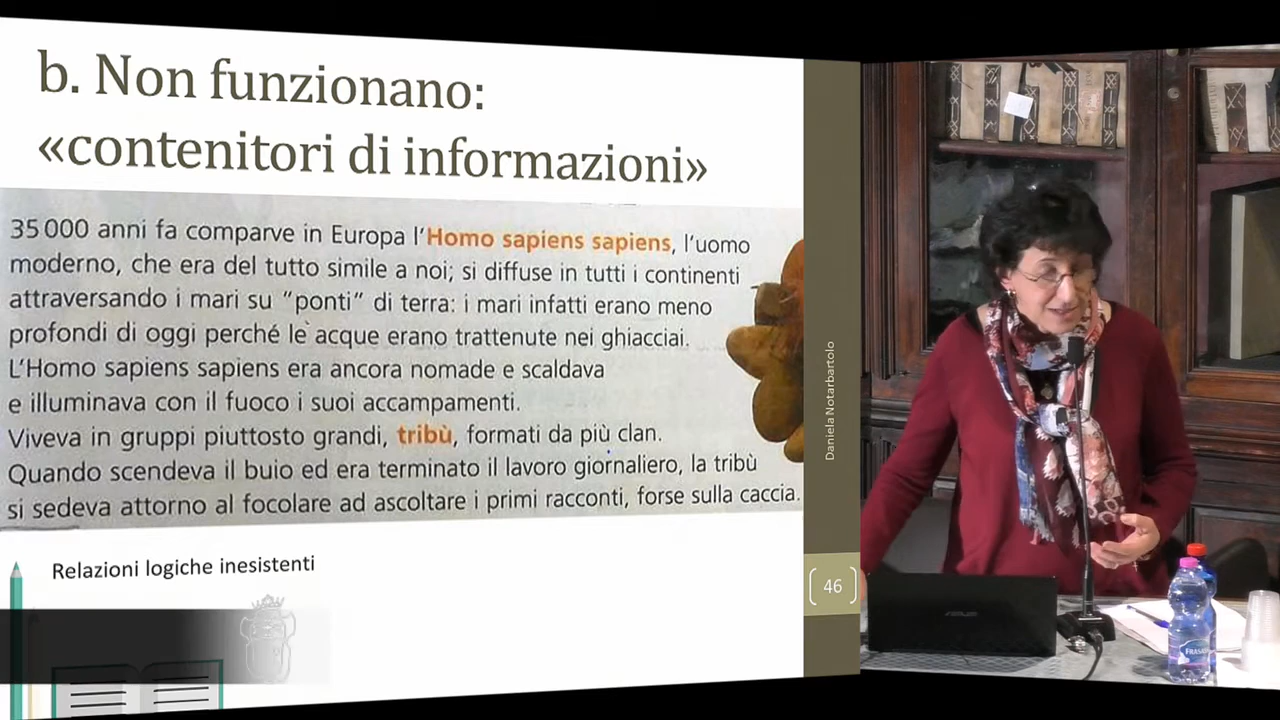 b. Non funzionano:
«contenitori di informazioni»
35 000 anni fa comparve in Europa l'Homo sapiens sapiens, l'uomo
moderno, che era del tutto simile a noi; si diffuse in tutti i continenti
attraversando i mari su "ponti" di terra: i mari infatti erano meno
profondi di oggi perché le acque erano trattenute nei ghiacciai.
L'Homo sapiens sapiens era ancora nomade e scaldava
e illuminava con il fuoco i suoi accampamenti.
Viveva in gruppi piuttosto grandi, tribù, formati da più clan.
Quando scendeva il buio ed era terminato il lavoro giornaliero, la tribù
si sedeva attorno al focolare ad ascoltare i primi racconti, forse sulla caccia.
Relazioni logiche inesistenti
Daniela Notarbartolo
46
ASUS